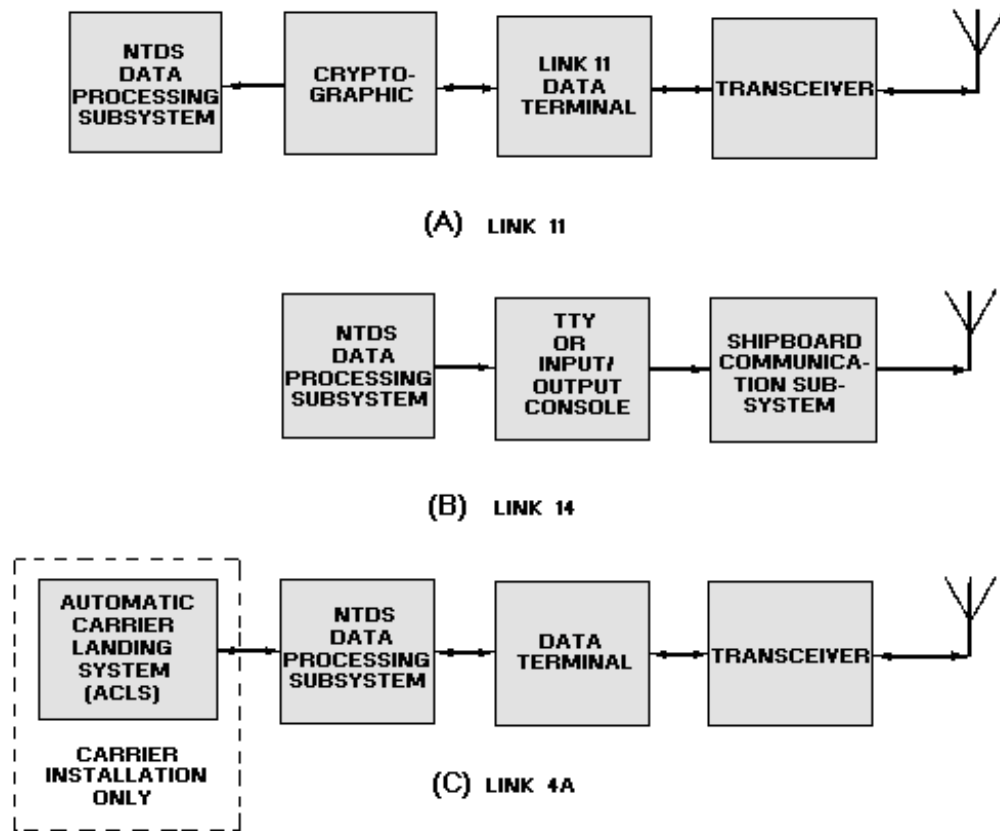 NTDS
DATA
PROCESSING
SUBSYSTEM
CRYPTO-
GRAPHIC
LINK 11
DATA
TERMINAL
TRANSCEIVER
(A) LINK 11
NTDS
DATA
PROCESSING
SUBSYSTEM
TTY
OR
INPUT/
OUTPUT
CONSOLE
SHIPBOARD
COMMUNICA-
TION SUB-
SYSTEM
(B) LINK 14
AUTOMATIC
CARRIER
LANDING
SYSTEM
(ACLS)
CARRIER
INSTALLATION
ONLY
NTDS
DATA
PROCESSING
SUBSYSTEM
DATA
TERMINAL
TRANSCEIVER
(C) LINK 4A